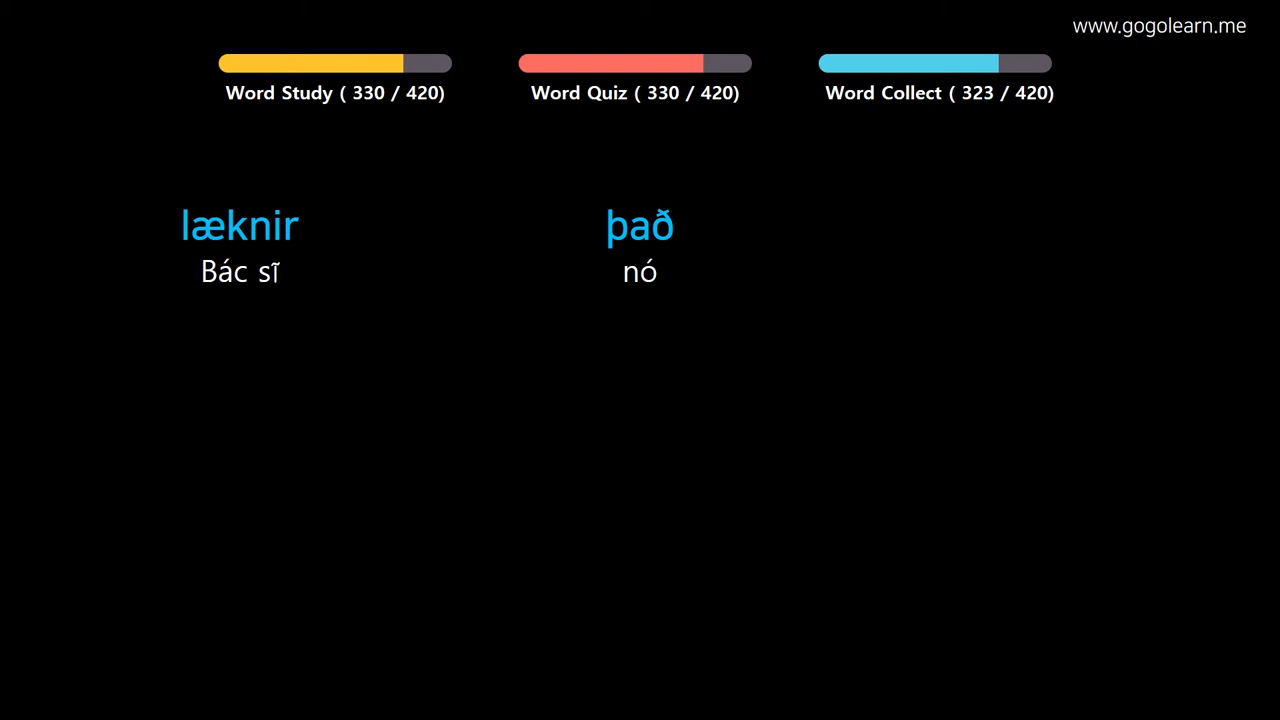 www.gogolearn.me
Word Study ( 330 / 420)
Word Quiz ( 330 / 420)
Word Collect ( 323 / 420)
læknir
Bác sĩ
það
nó